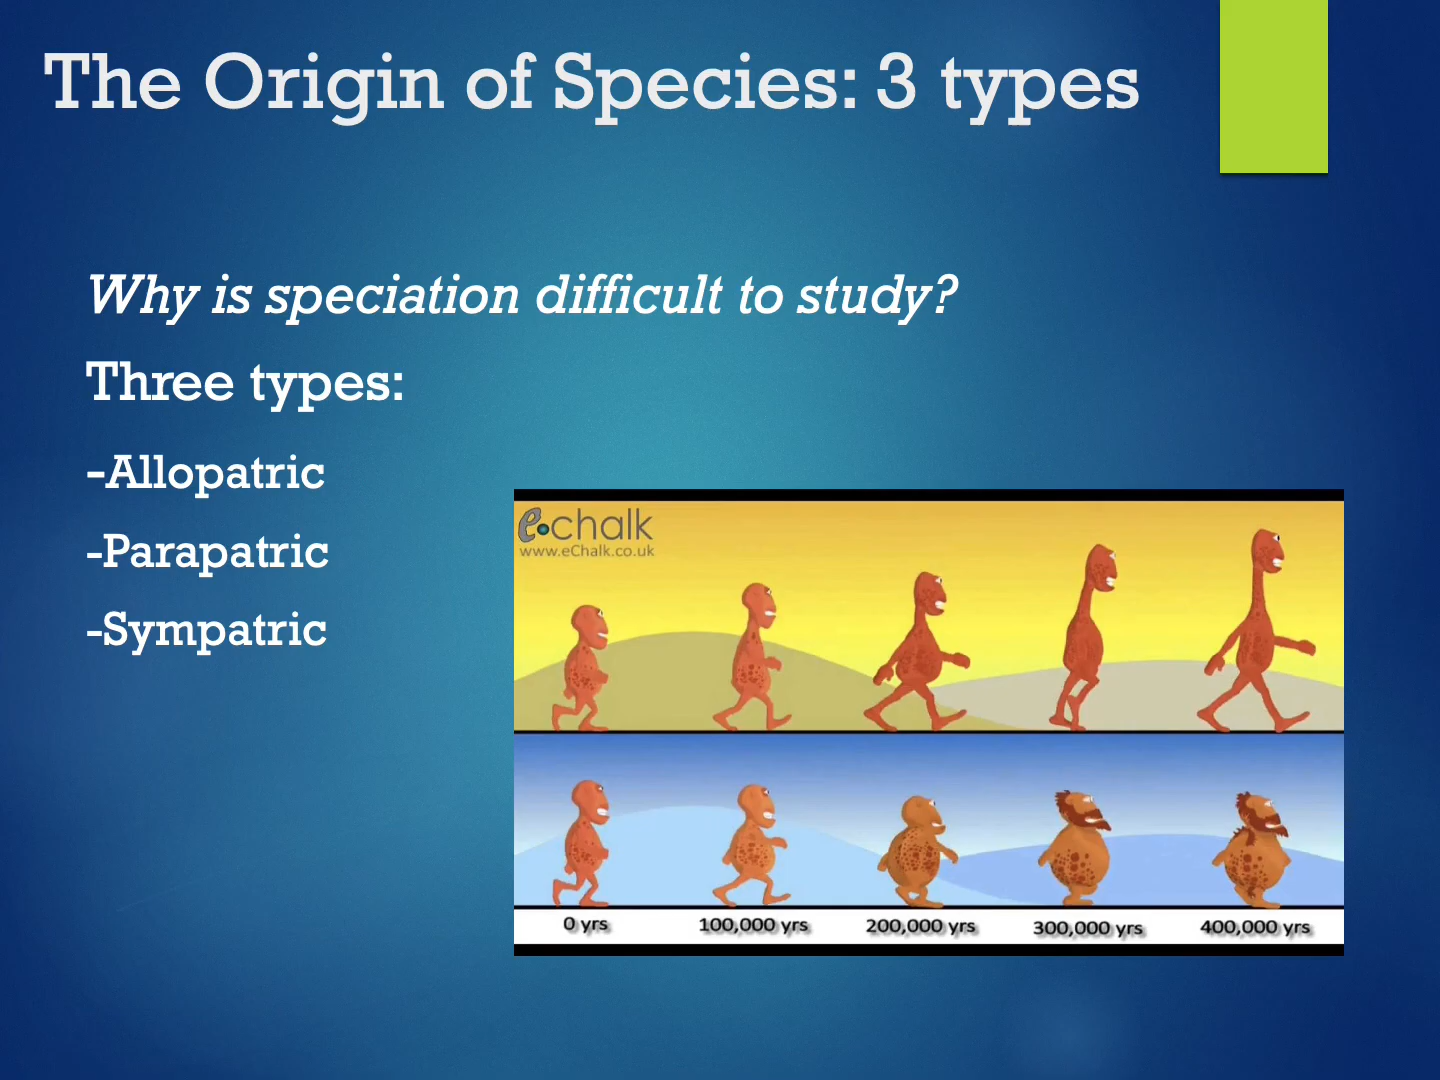 The Origin of Species: 3 types
Why is speciation difficult to study?
Three types:
-Allopatric
-Parapatric
-Sympatric
e•chalk
www.eChalk.co.uk
0 yrs
100,000 yrs
200,000 yrs
300,000 yrs
400,000 yrs